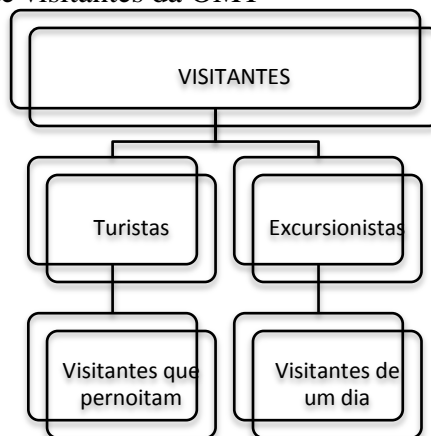 visitantes da OMT
VISITANTES
Turistas
Excursionistas
Visitantes que
pernoitam
Visitantes de
um dia